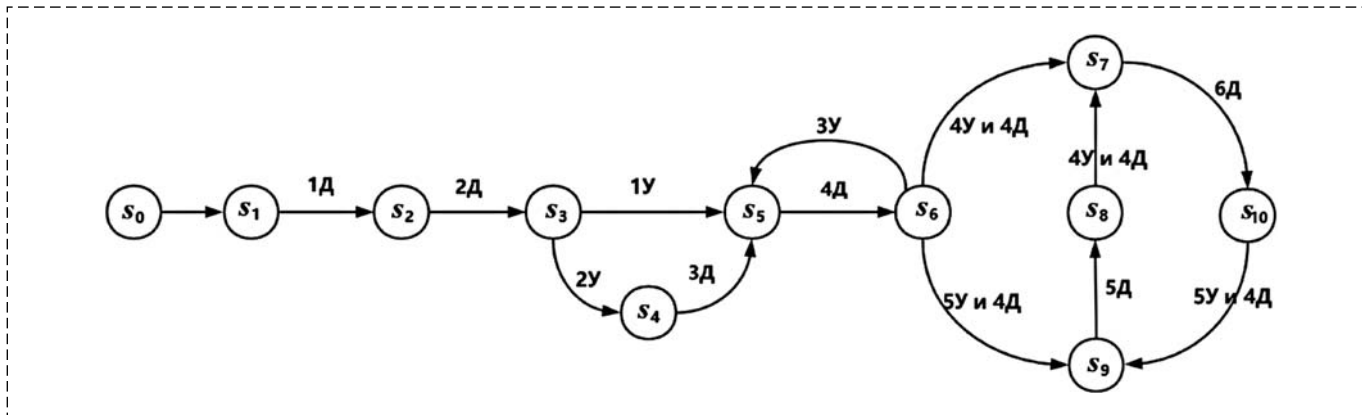 s7
6Д
3У
4У и 4Д
4У и 4Д
1Д
2Д
1У
4Д
s0
s1
s2
s3
s5
s6
s8
s10
2У
3Д
5У и 4Д
5Д
5У и 4Д
s4
s9